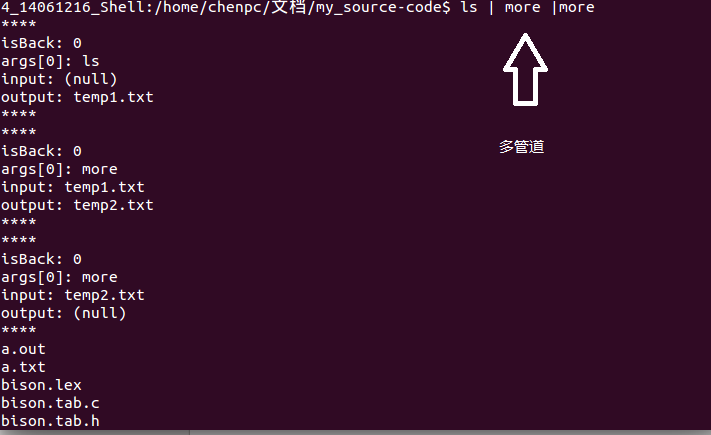 4_14061216_Shell:/home/chenpc/文档/my_source-code$ ls | more |more
****
isBack: 0
args[0]: ls
input: (null)
output: temp1.txt
****
****
isBack: 0
args[0]: more
input: temp1.txt
output: temp2.txt
****
****
isBack: 0
args[0]: more
input: temp2.txt
output: (null)
****
a.out
a.txt
bison.lex
bison.tab.c
bison.tab.h
多管道